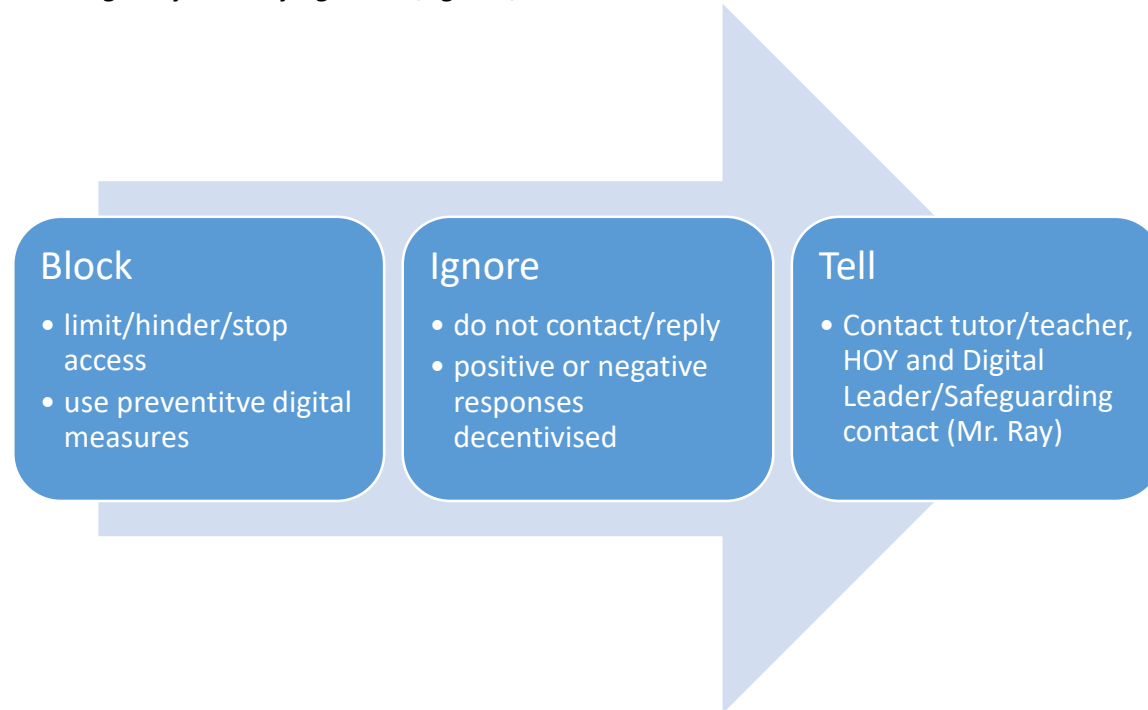 Block
• limit/hinder/stop
access
• use preventitve digital
measures
Ignore
• do not contact/reply
• positive or negative
responses
decentivised
Tell
• Contact tutor/teacher,
HOY and Digital
Leader/Safeguarding
contact (Mr. Ray)